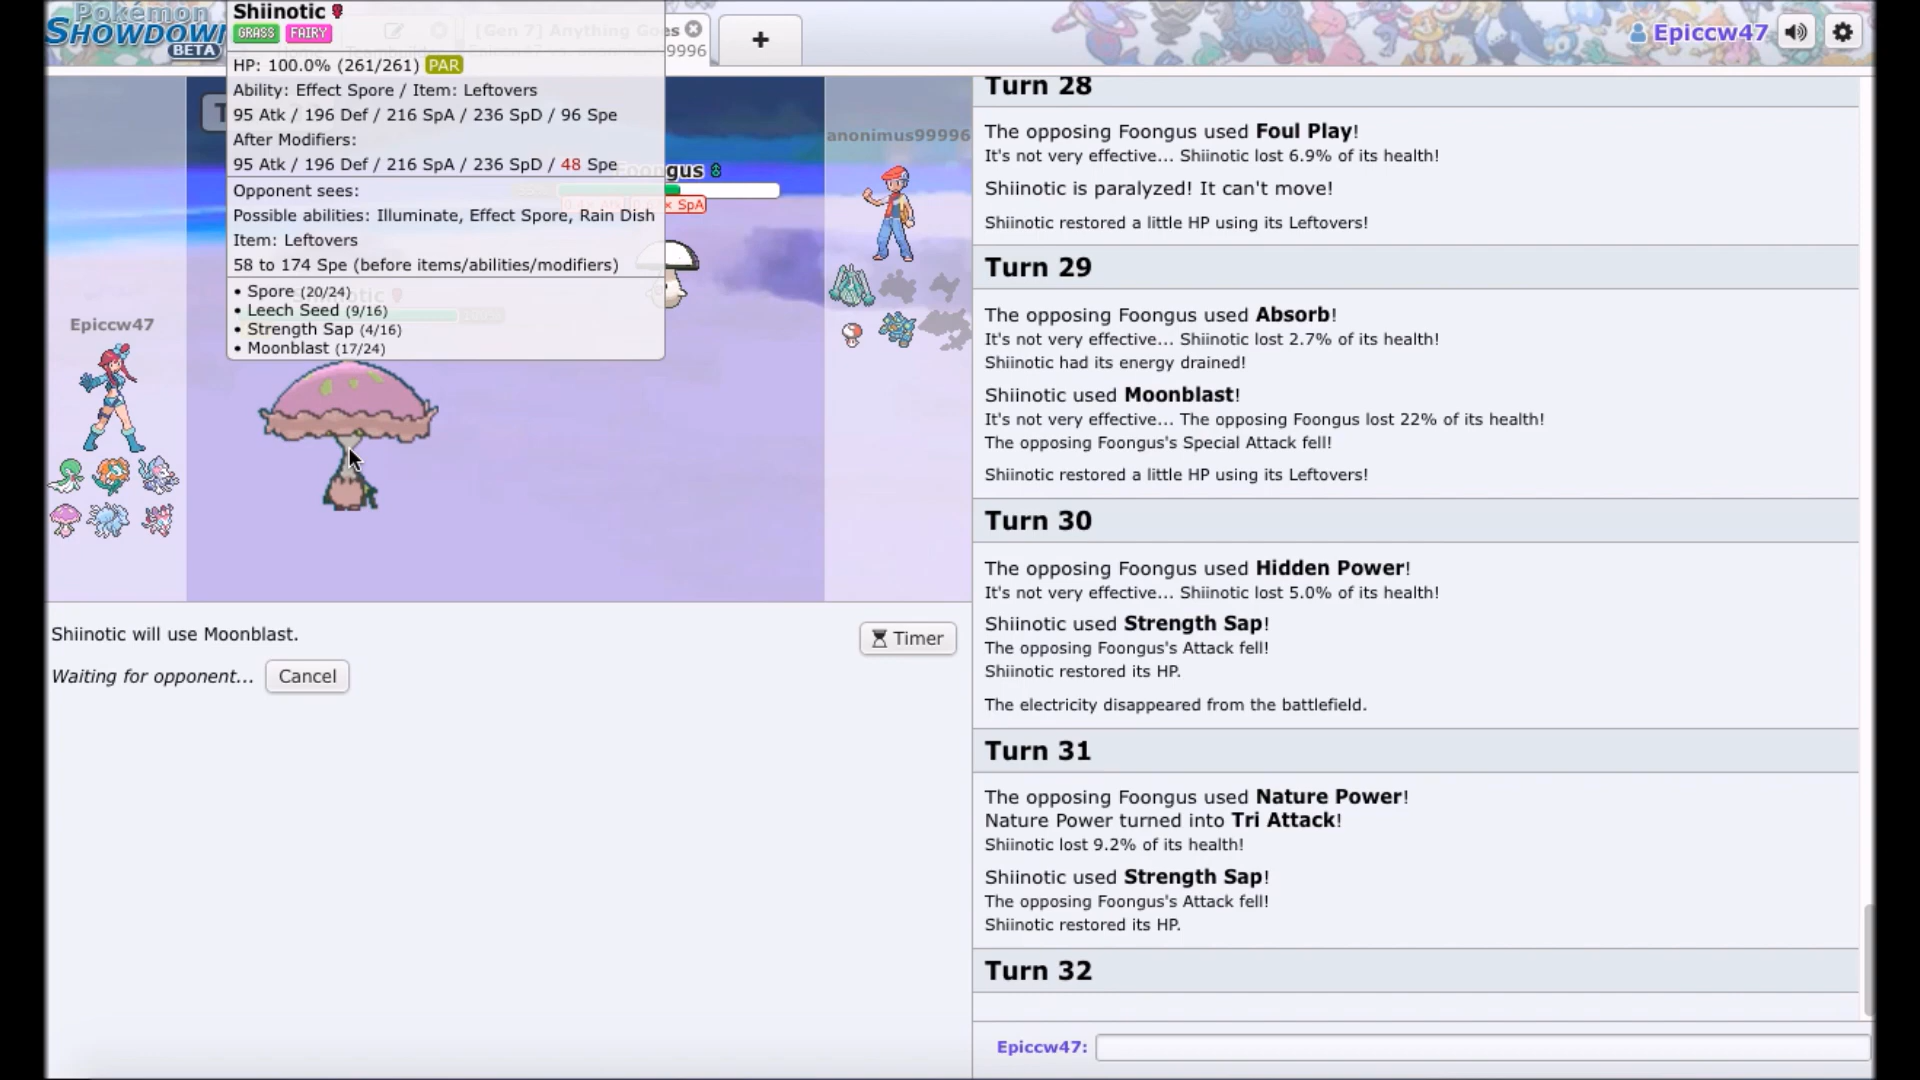 Pokémon
SHOWDOWN
BETA
[Gen 7] Anything Goes
9996
+
Epiccw47
Shiinotic
GRASS FAIRY
HP: 100.0% (261/261) PAR
Ability: Effect Spore / Item: Leftovers
95 Atk / 196 Def / 216 SpA / 236 SpD / 96 Spe
After Modifiers:
95 Atk / 196 Def / 216 SpA / 236 SpD / 48 Spe
Opponent sees:
Possible abilities: Illuminate, Effect Spore, Rain Dish
Item: Leftovers
58 to 174 Spe (before items/abilities/modifiers)
• Spore (20/24)
• Leech Seed (9/16)
• Strength Sap (4/16)
• Moonblast (17/24)
Foongus
SpA
anonimus99996
Epiccw47
Shiinotic will use Moonblast.
Waiting for opponent... Cancel
Timer
Turn 28
The opposing Foongus used Foul Play!
It's not very effective... Shiinotic lost 6.9% of its health!
Shiinotic is paralyzed! It can't move!
Shiinotic restored a little HP using its Leftovers!
Turn 29
The opposing Foongus used Absorb!
It's not very effective... Shiinotic lost 2.7% of its health!
Shiinotic had its energy drained!
Shiinotic used Moonblast!
It's not very effective... The opposing Foongus lost 22% of its health!
The opposing Foongus's Special Attack fell!
Shiinotic restored a little HP using its Leftovers!
Turn 30
The opposing Foongus used Hidden Power!
It's not very effective... Shiinotic lost 5.0% of its health!
Shiinotic used Strength Sap!
The opposing Foongus's Attack fell!
Shiinotic restored its HP.
The electricity disappeared from the battlefield.
Turn 31
The opposing Foongus used Nature Power!
Nature Power turned into Tri Attack!
Shiinotic lost 9.2% of its health!
Shiinotic used Strength Sap!
The opposing Foongus's Attack fell!
Shiinotic restored its HP.
Turn 32
Epiccw47: